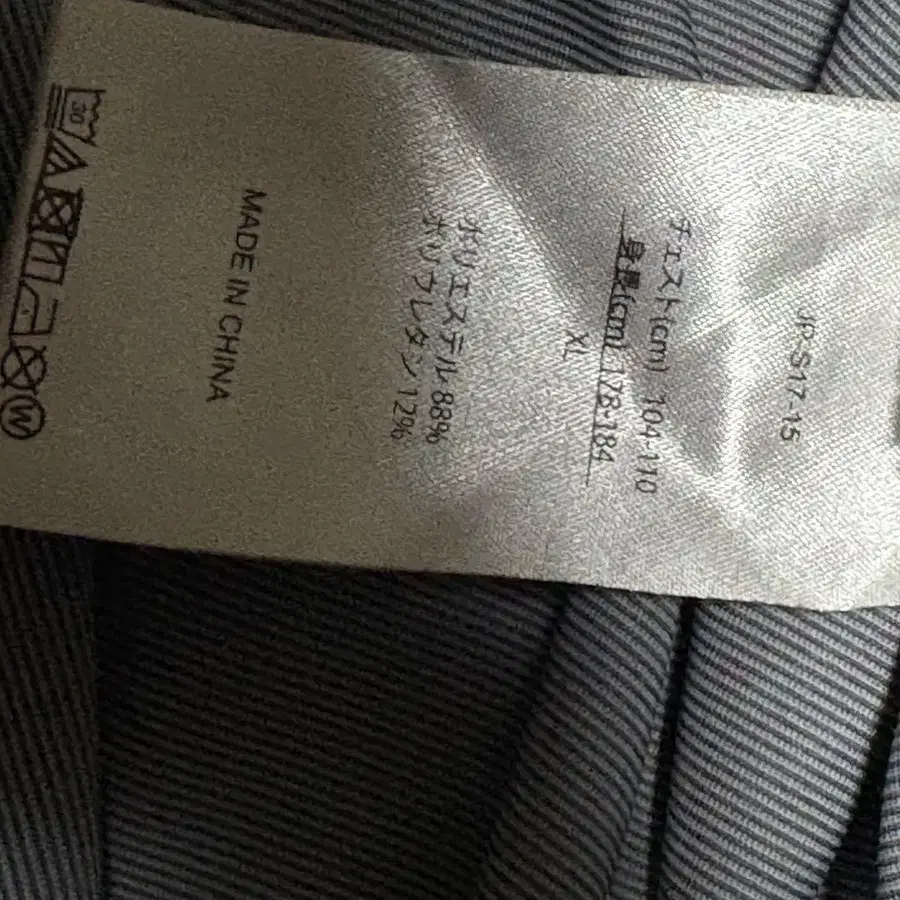 JP-S17-15
チェスト(cm) 104-110
身長(cm) 178-184
XL
ポリエステル 88%
ポリウレタン 12%
MADE IN CHINA
30
W